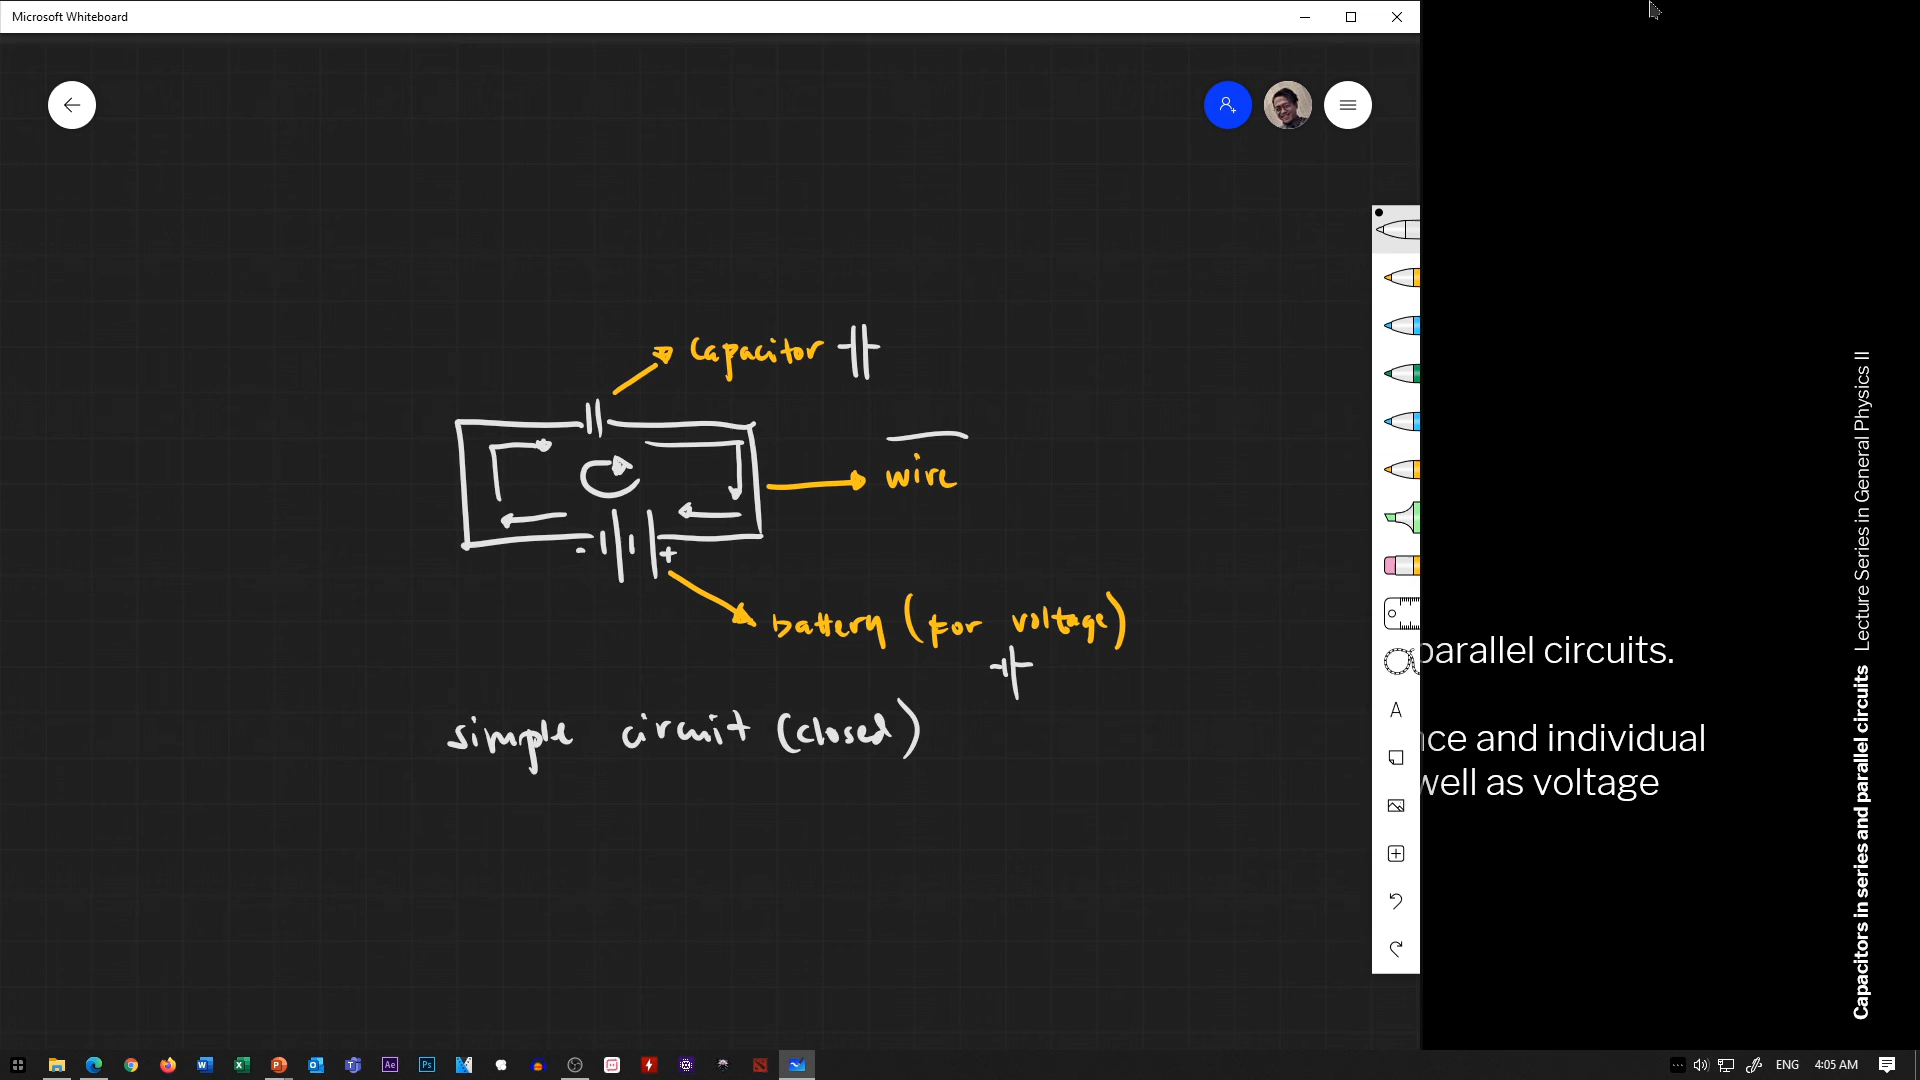 Microsoft Whiteboard
capacitor
wire
- +
battery (for voltage)
simple circuit (closed)
A
parallel circuits.
nce and individual
well as voltage
Capacitors in series and parallel circuits Lecture Series in General Physics II
ENG 4:05 AM